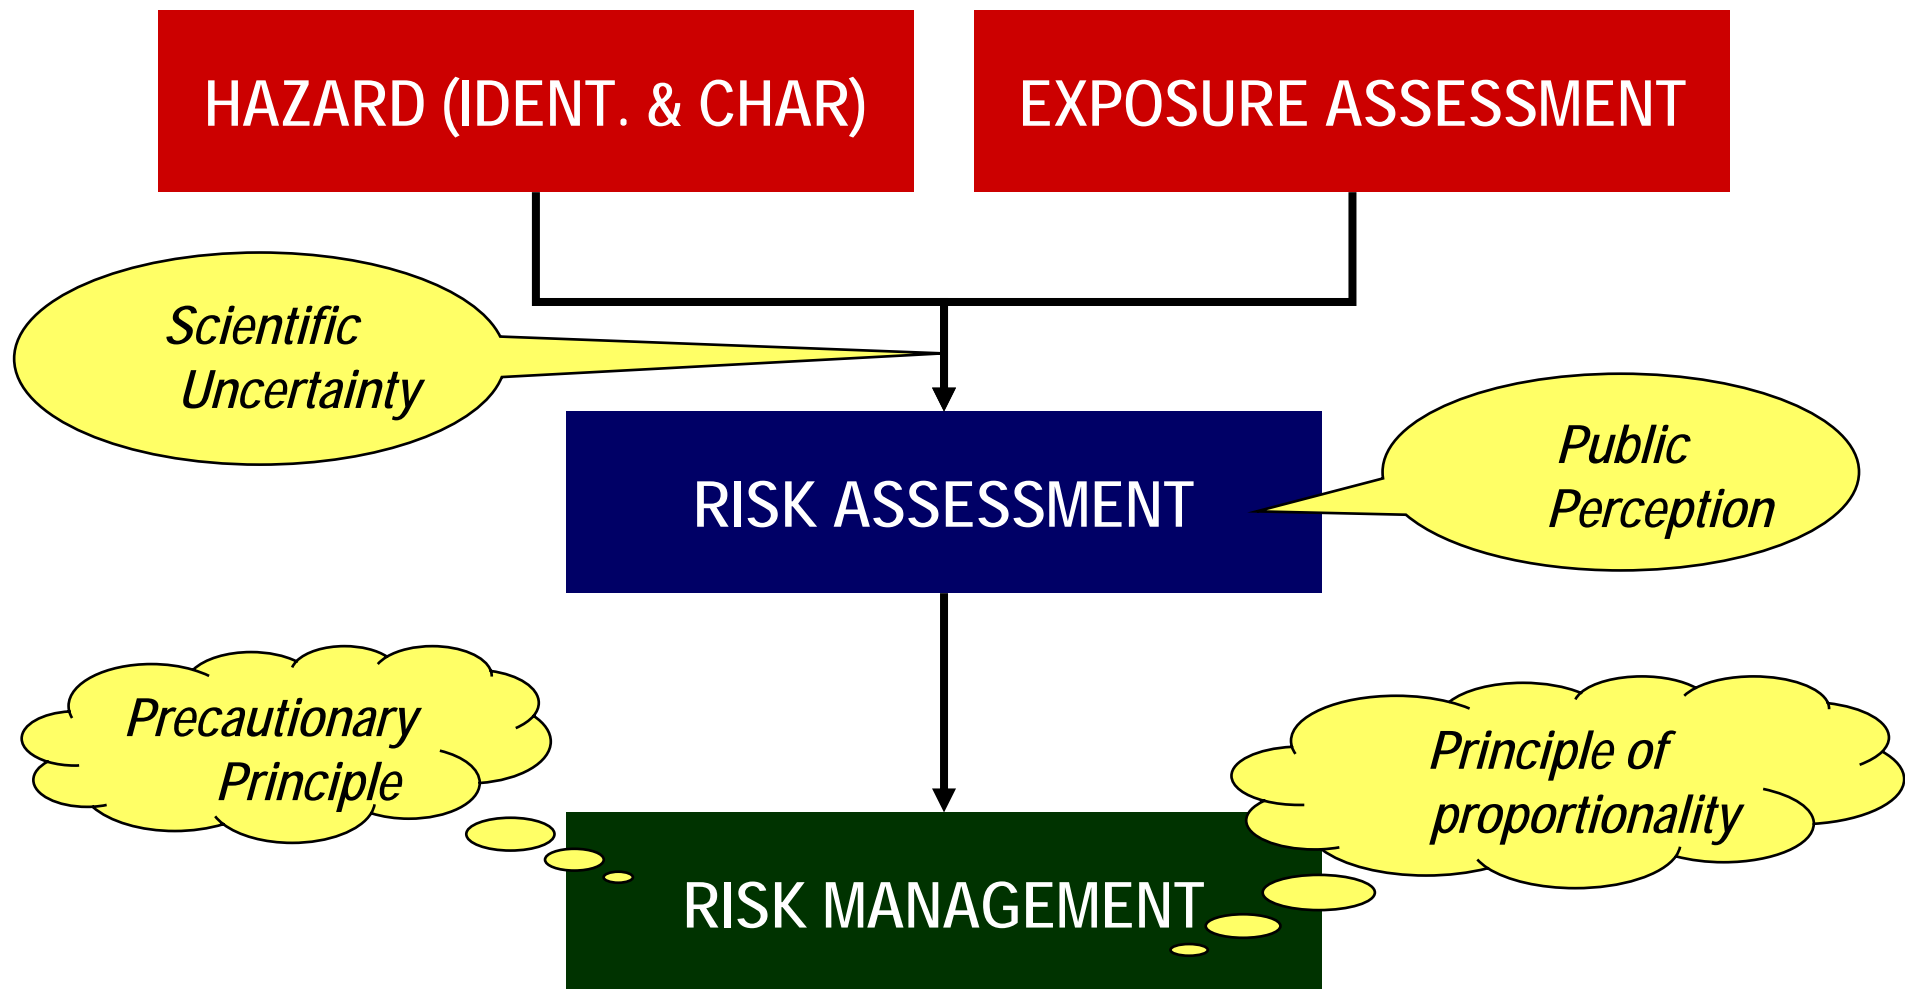 HAZARD (IDENT. & CHAR)
EXPOSURE ASSESSMENT
Scientific
Uncertainty
RISK ASSESSMENT
Public
Perception
Precautionary
Principle
Principle of
proportionality
RISK MANAGEMENT